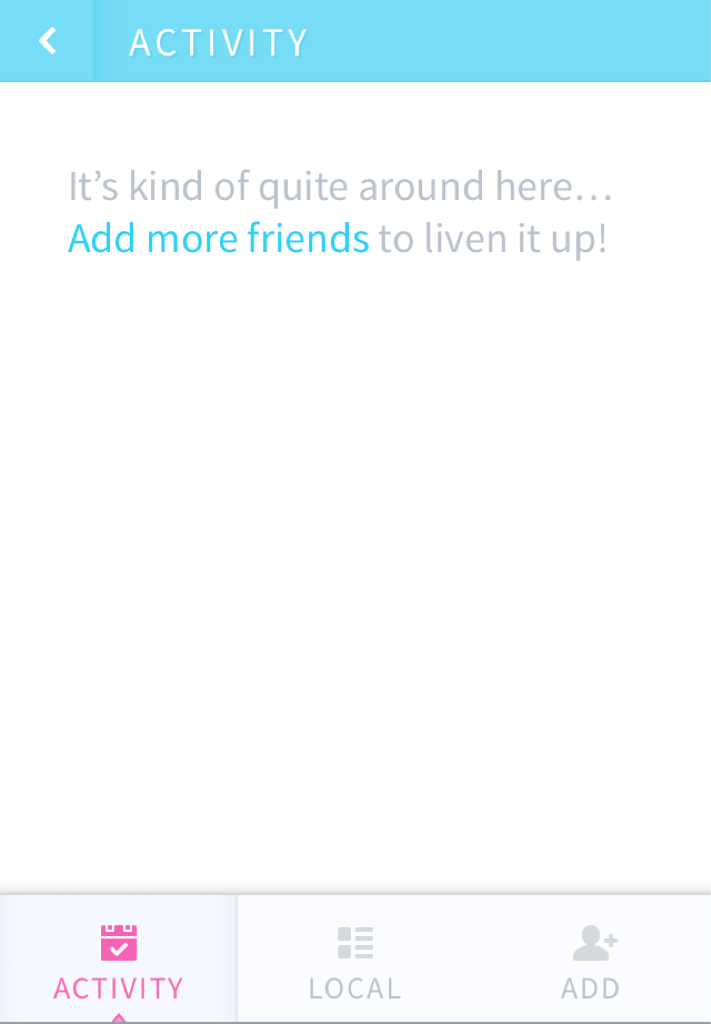 ACTIVITY
It’s kind of quite around here…
Add more friends to liven it up!
ACTIVITY
LOCAL
ADD